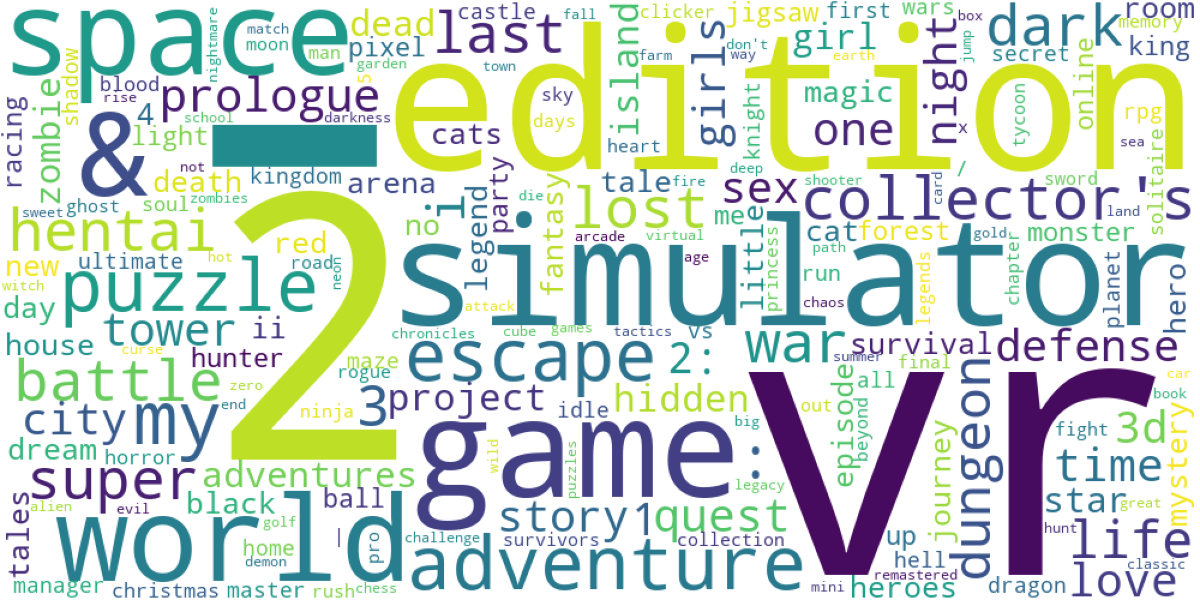 space
edition
vr
2
simulator
game
world
-
&
last
dark
prologue
dead
pixel
castle
fall
clicker
jigsaw
first
wars
box
room
memory
king
secret
online
rpg
tycoon
x
jump
night
girl
girls
island
magic
one
man
moon
match
nightmare
garden
town
farm
don't
way
earth
5
shadow
blood
rise
zombie
racing
4
light
school
darkness
not
death
kingdom
arena
cats
sky
days
heart
knight
deep
sea
solitaire
sword
/
shooter
card
collector's
land
gold
monster
forest
cat
path
me
sex
tale
fire
die
party
legend
i
no
fantasy
lost
arcade
virtual
age
little
princess
run
chaos
legends
chapter
planet
hero
sweet
ghost
zombies
soul
hentai
new
witch
ultimate
hot
red
road
neon
day
puzzle
tower
ii
house
curse
hunter
maze
rogue
chronicles
cube
games
tactics
vs
attack
escape
2:
war
survival
defense
summer
final
car
book
battle
zero
my
city
end
ninja
3
project
idle
hidden
big
out
all
episode
beyond
journey
dungeon
fight
3d
mystery
time
dream
horror
super
adventures
:
wild
puzzles
legacy
star
great
tales
alien
evil
black
ball
golf
|
pro
story
1
quest
challenge
survivors
collection
adventure
up
hell
hunt
life
classic
home
demon
manager
christmas
master
rush
chess
mini
remastered
heroes
dragon
love